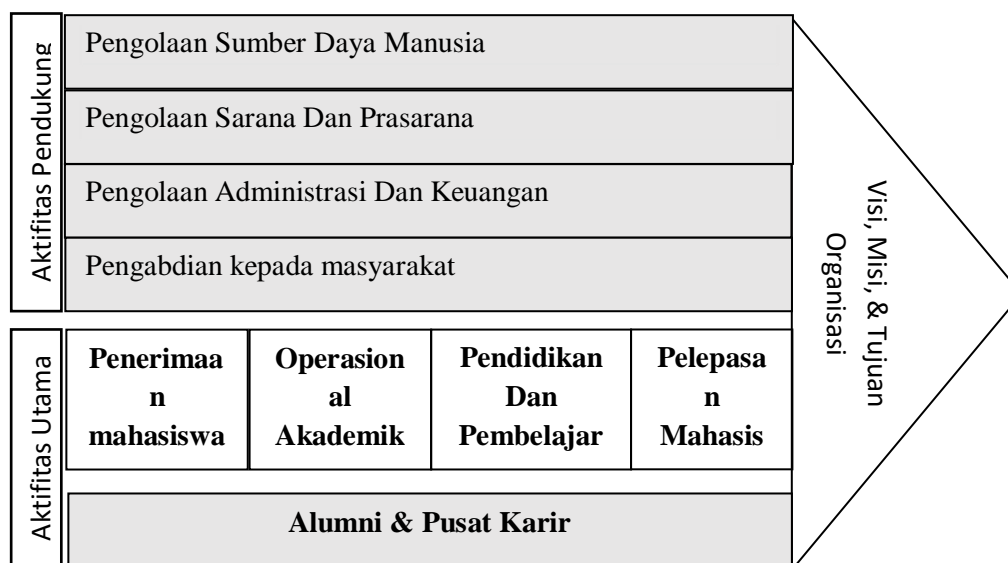 Aktifitas Pendukung
Pengolaan Sumber Daya Manusia
Pengolaan Sarana Dan Prasarana
Pengolaan Administrasi Dan Keuangan
Pengabdian kepada masyarakat
Aktifitas Utama
Penerimaa
n
mahasiswa
Operasion
al
Akademik
Pendidikan
Dan
Pembelajar
Pelepasa
n
Mahasis
Alumni & Pusat Karir
Visi, Misi, & Tujuan
Organisasi